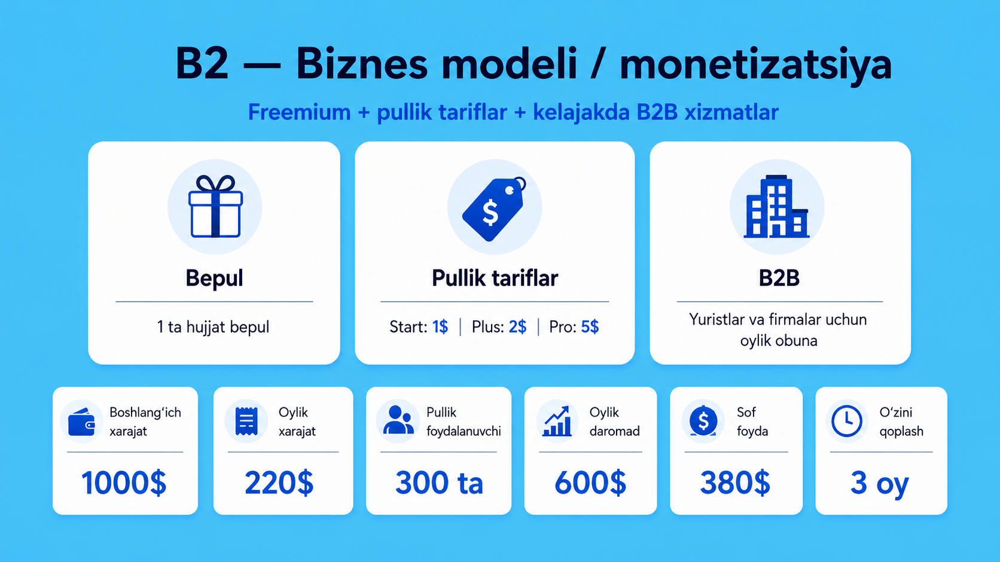 B2 — Biznes modeli / monetizatsiya
Freemium + pullik tariflar + kelajakda B2B xizmatlar
$
Bepul
1 ta hujjat bepul
Pullik tariflar
Start: 1$ | Plus: 2$ | Pro: 5$
B2B
Yuristlar va firmalar uchun
oylik obuna
Boshlang‘ich
xarajat
1000$
Oylik
xarajat
220$
Pullik
foydalanuvchi
300 ta
Oylik
daromad
600$
$
Sof
foyda
380$
O‘zini
qoplash
3 oy